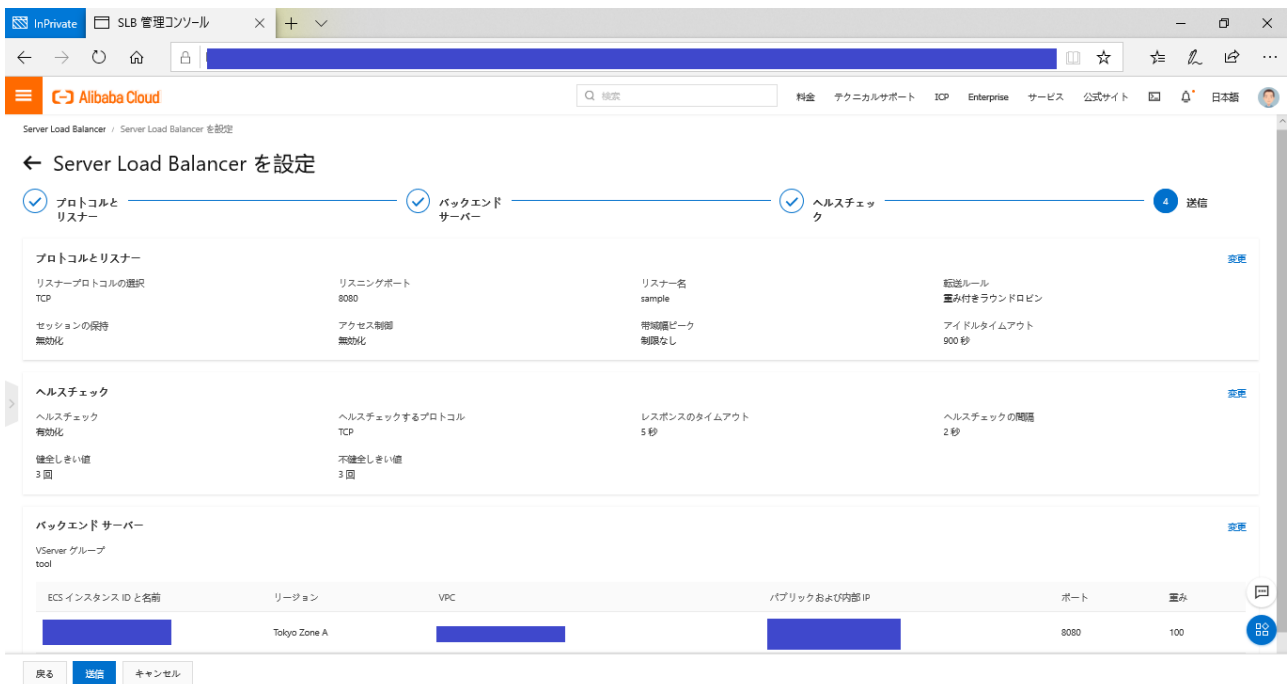 InPrivate
SLB 管理コンソール
Alibaba Cloud
検索
料金 テクニカルサポート ICP Enterprise サービス 公式サイト 日本語
Server Load Balancer / Server Load Balancer を設定
← Server Load Balancer を設定
プロトコルと
リスナー
バックエンド
サーバー
ヘルスチェッ
ク
4 送信
プロトコルとリスナー 変更
リスナープロトコルの選択 リスニングポート リスナー名 転送ルール
TCP 8080 sample 重み付きラウンドロビン
セッションの保持 アクセス制御 帯域幅ピーク アイドルタイムアウト
無効化 無効化 制限なし 900 秒
ヘルスチェック 変更
ヘルスチェック ヘルスチェックするプロトコル レスポンスのタイムアウト ヘルスチェックの間隔
有効化 TCP 5 秒 2 秒
健全しきい値 不健全しきい値
3 回 3 回
バックエンド サーバー 変更
VServer グループ
tool
ECS インスタンス ID と名前 リージョン VPC パブリックおよび内部 IP ポート 重み
Tokyo Zone A 8080 100
戻る 送信 キャンセル